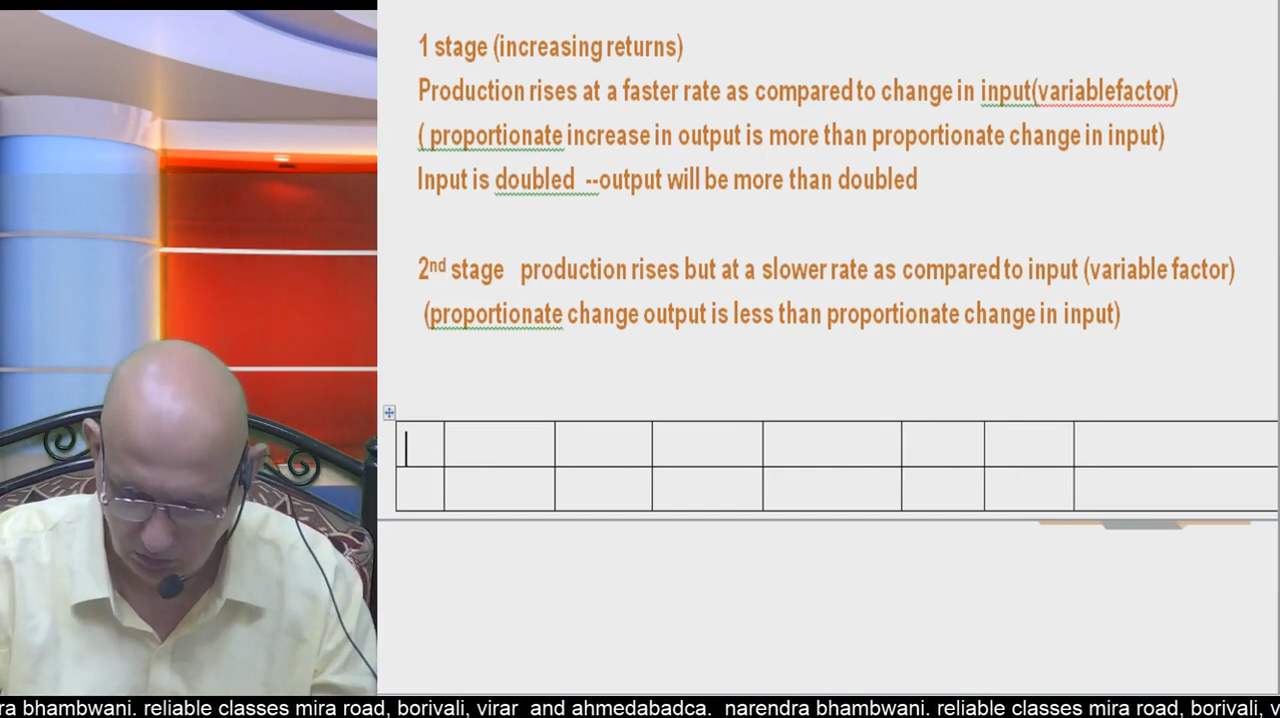 1 stage (increasing returns)
Production rises at a faster rate as compared to change in input(variablefactor)
( proportionate increase in output is more than proportionate change in input)
Input is doubled --output will be more than doubled
2nd stage production rises but at a slower rate as compared to input (variable factor)
(proportionate change output is less than proportionate change in input)
ra bhambwani. reliable classes mira road, borivali, virar and ahmedabadca. narendra bhambwani. reliable classes mira road, borivali, v